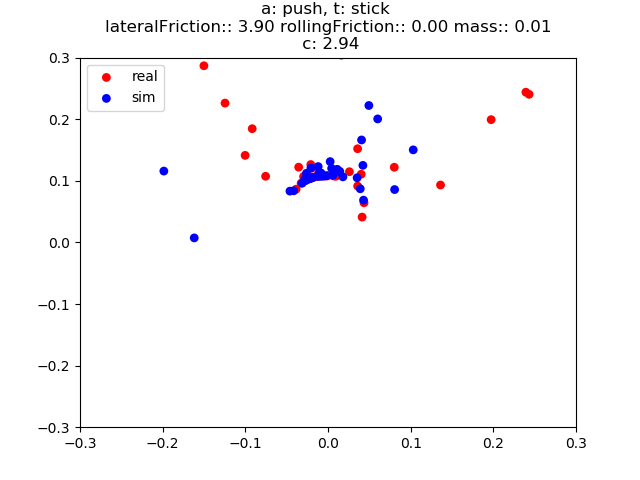 a: push, t: stick
lateralFriction:: 3.90 rollingFriction:: 0.00 mass:: 0.01
c: 2.94
real
sim
0.3
0.2
0.1
0.0
−0.1
−0.2
−0.3
−0.3 −0.2 −0.1 0.0 0.1 0.2 0.3